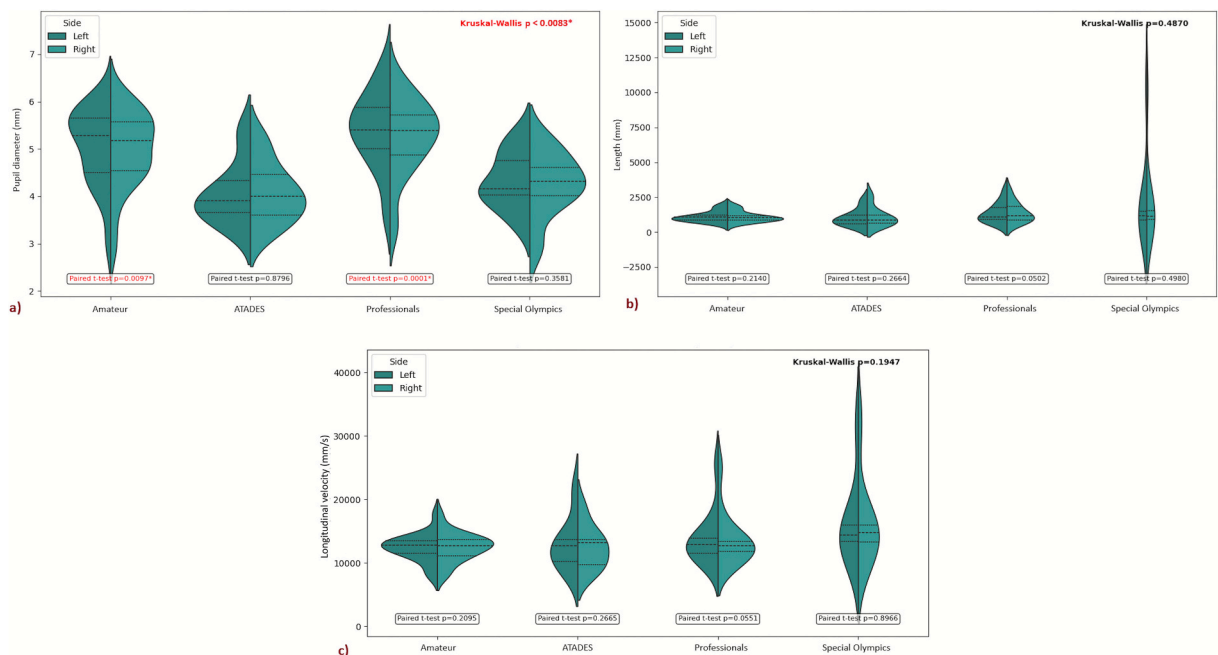 Side
Left
Right
Kruskal-Wallis p < 0.0083*
Pupil diameter (mm)
7
6
5
4
3
2
Paired t-test p=0.0097*
Paired t-test p=0.8796
Paired t-test p=0.0001*
Paired t-test p=0.3581
Amateur
ATADES
Professionals
Special Olympics
a)
Side
Left
Right
Kruskal-Wallis p=0.4870
Length (mm)
15000
12500
10000
7500
5000
2500
0
−2500
Paired t-test p=0.2140
Paired t-test p=0.2664
Paired t-test p=0.0502
Paired t-test p=0.4980
Amateur
ATADES
Professionals
Special Olympics
b)
Side
Left
Right
Kruskal-Wallis p=0.1947
Longitudinal velocity (mm/s)
40000
30000
20000
10000
0
Paired t-test p=0.2095
Paired t-test p=0.2665
Paired t-test p=0.0551
Paired t-test p=0.8966
Amateur
ATADES
Professionals
Special Olympics
c)